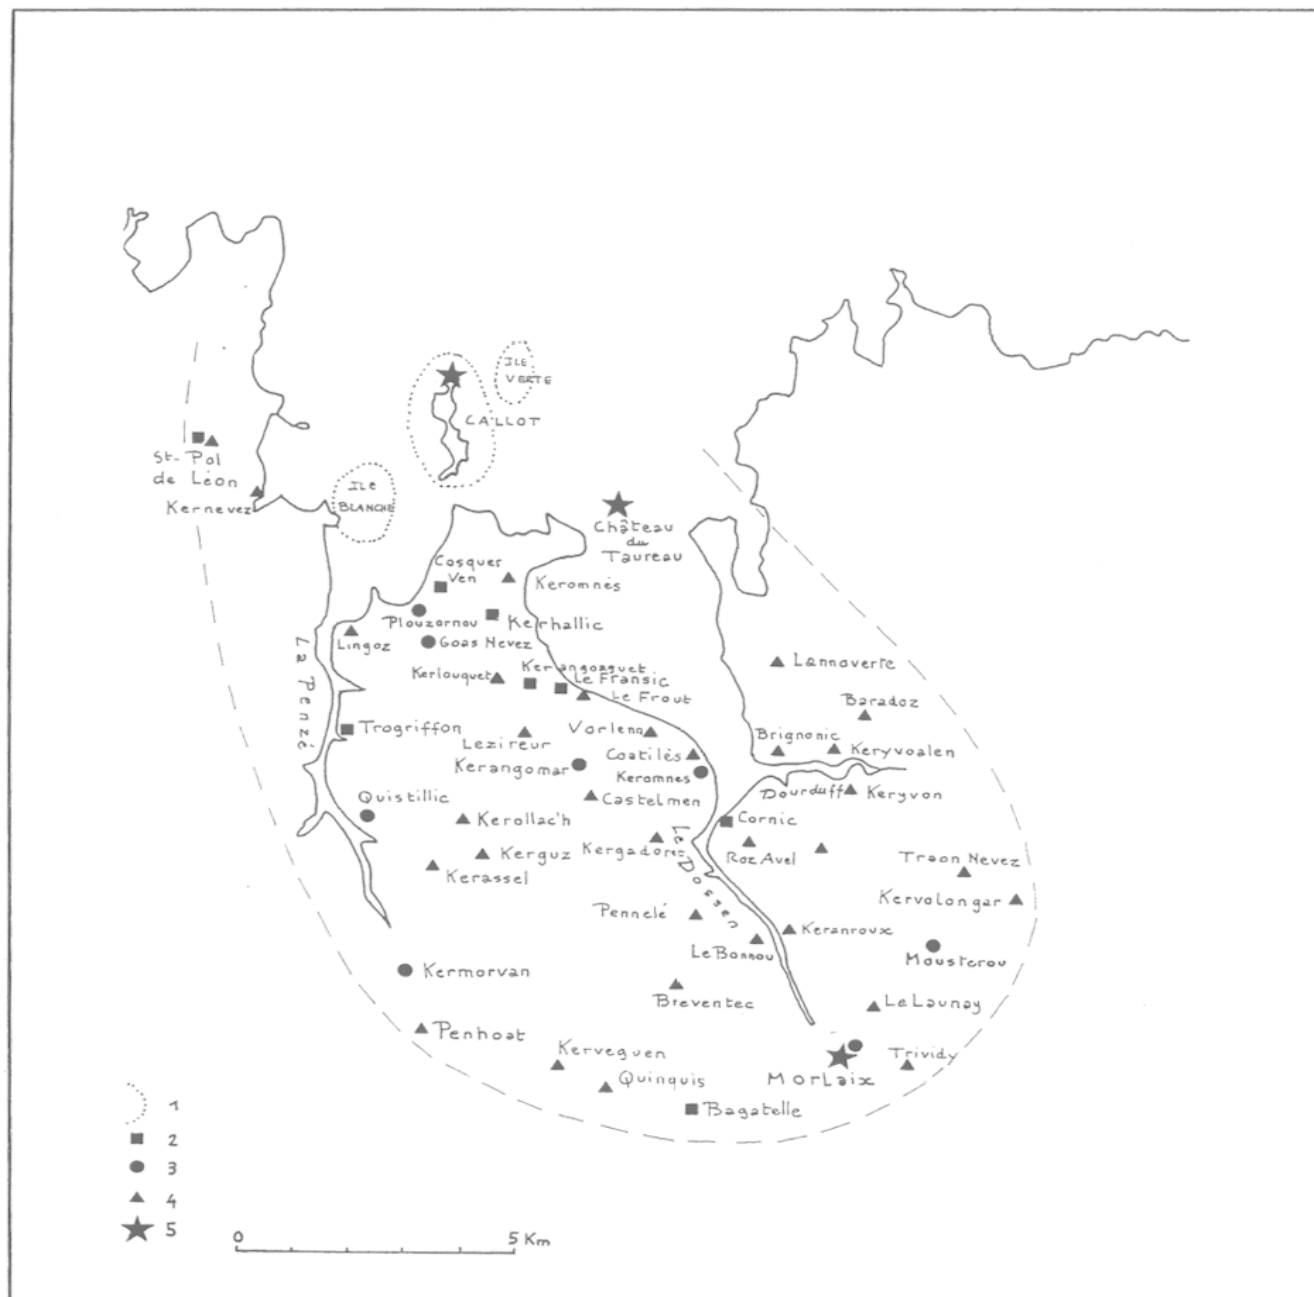 ILE
VERTE
CALLOT
St-Pol
de Léon
Kernevez
ILE
BLANCHE
Château
du
Taureau
Cosquer
Ven
Keromnès
Plouzornou
Kerhallic
Lingoz
Goas Nevez
La Penzé
Kerlouquet
Kerangoaguet
Le Fransic
Le Frout
Lannoverte
Baradoz
Trogriffon
Lezireur
Vorlenn
Brignonic
Keryvoalen
Kerangomar
Coatilès
Keromnes
Quistillic
Castelmen
Dourduff
Keryvon
Kerollac'h
Cornic
Kerguz
Kergadorec
Roz Avel
Kerassel
Le Dossen
Traon Nevez
Kervolongar
Pennelé
Keranroux
Le Bonnou
Mousterou
Kermorvan
Breventec
Le Launay
Penhoat
Kerveguen
Trividy
Quinquis
MorLaix
Bagatelle
1
2
3
4
5
0
5 Km